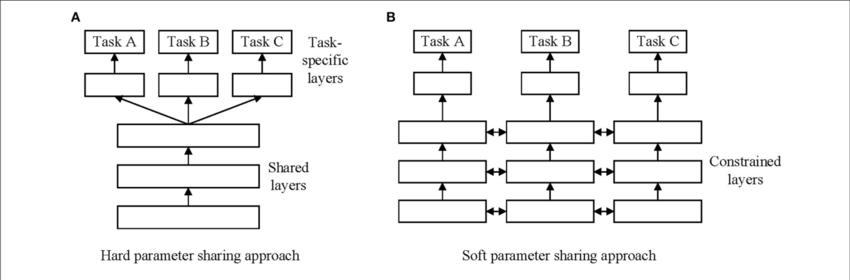 A
Task A
Task B
Task C
Task-
specific
layers
Shared
layers
Hard parameter sharing approach
B
Task A
Task B
Task C
Constrained
layers
Soft parameter sharing approach